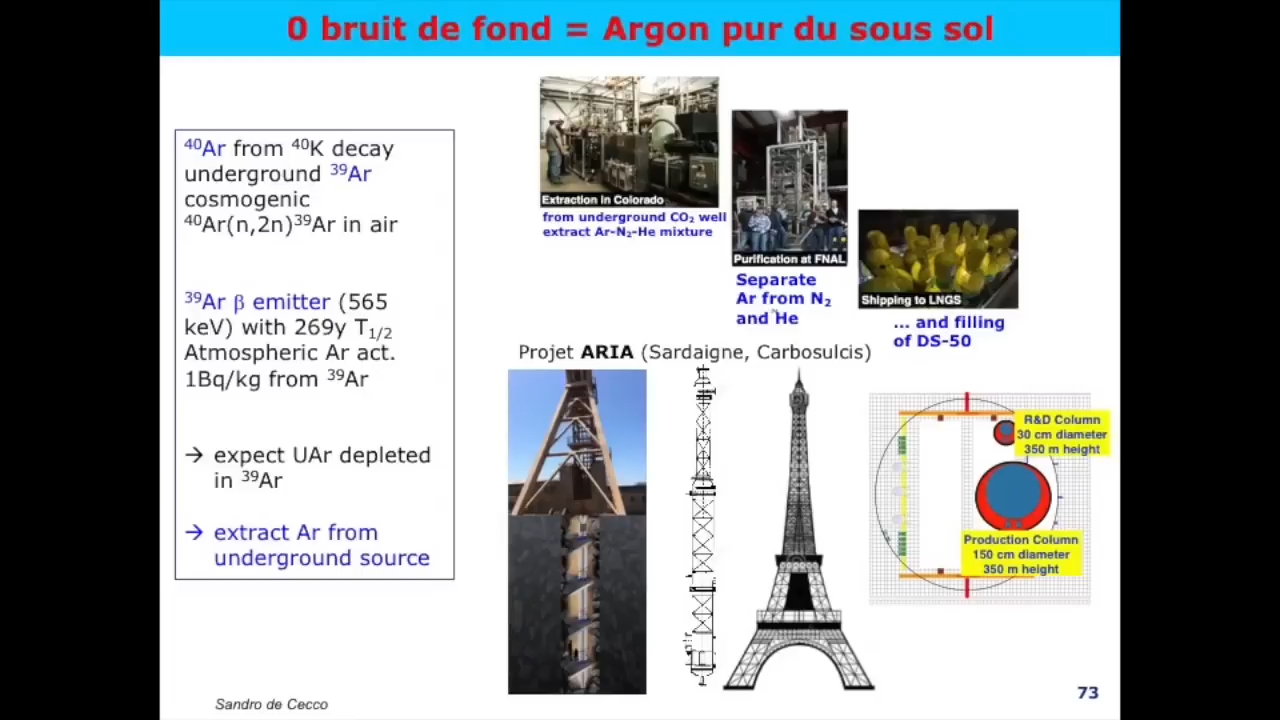 0 bruit de fond = Argon pur du sous sol
⁴⁰Ar from ⁴⁰K decay
underground ³⁹Ar
cosmogenic
⁴⁰Ar(n,2n)³⁹Ar in air
³⁹Ar β emitter (565
keV) with 269y T₁/₂
Atmospheric Ar act.
1Bq/kg from ³⁹Ar
→ expect UAr depleted
in ³⁹Ar
→ extract Ar from
underground source
Extraction in Colorado
from underground CO₂ well
extract Ar-N₂-He mixture
Purification at FNAL
Separate
Ar from N₂
and He
Shipping to LNGS
... and filling
of DS-50
Projet ARIA (Sardaigne, Carbosulcis)
R&D Column
30 cm diameter
350 m height
Production Column
150 cm diameter
350 m height
Sandro de Cecco
73